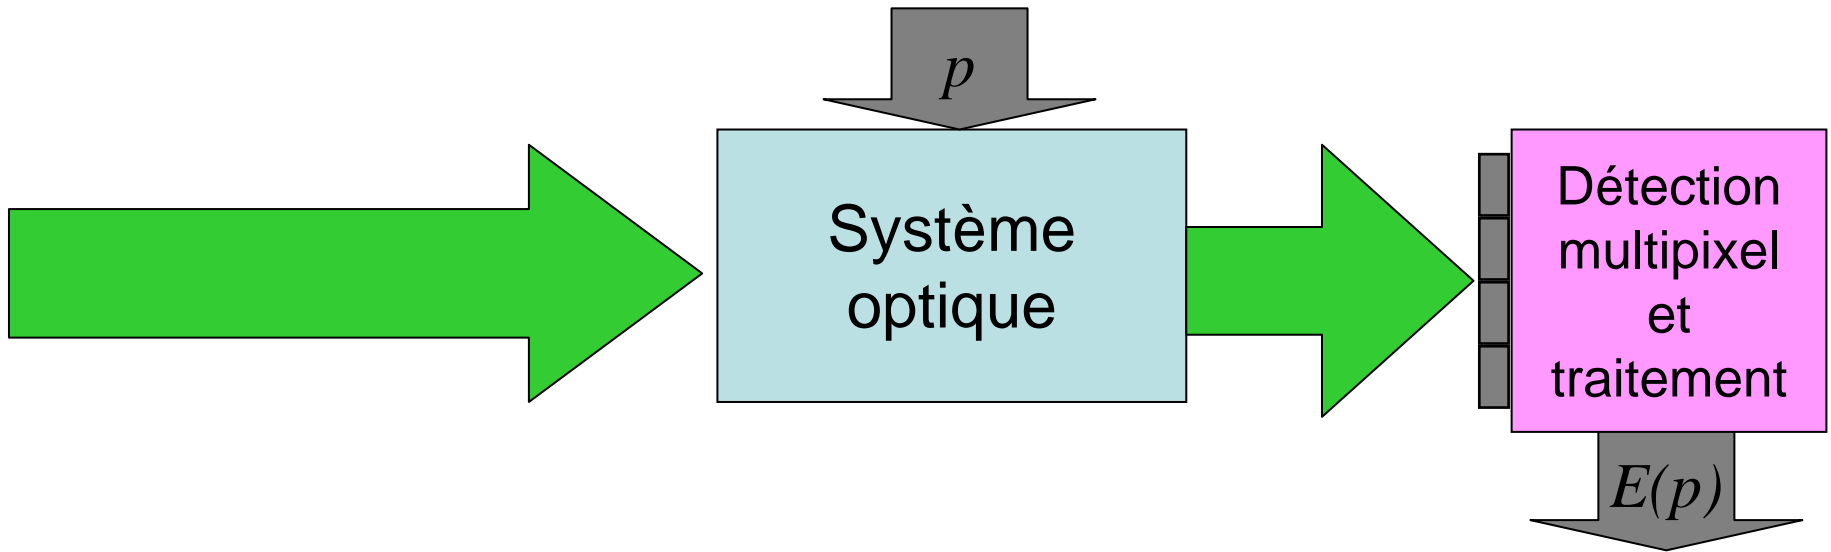 p
Système
optique
Détection
multipixel
et
traitement
E(p)